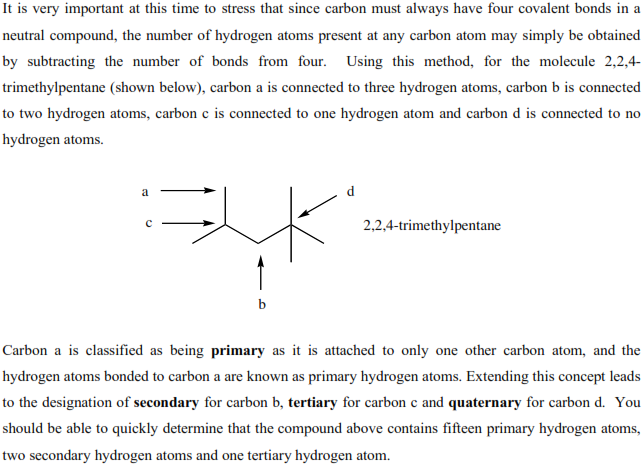 It is very important at this time to stress that since carbon must always have four covalent bonds in a
neutral compound, the number of hydrogen atoms present at any carbon atom may simply be obtained
by subtracting the number of bonds from four. Using this method, for the molecule 2,2,4-
trimethylpentane (shown below), carbon a is connected to three hydrogen atoms, carbon b is connected
to two hydrogen atoms, carbon c is connected to one hydrogen atom and carbon d is connected to no
hydrogen atoms.
a
d
c
2,2,4-trimethylpentane
b
Carbon a is classified as being primary as it is attached to only one other carbon atom, and the
hydrogen atoms bonded to carbon a are known as primary hydrogen atoms. Extending this concept leads
to the designation of secondary for carbon b, tertiary for carbon c and quaternary for carbon d. You
should be able to quickly determine that the compound above contains fifteen primary hydrogen atoms,
two secondary hydrogen atoms and one tertiary hydrogen atom.